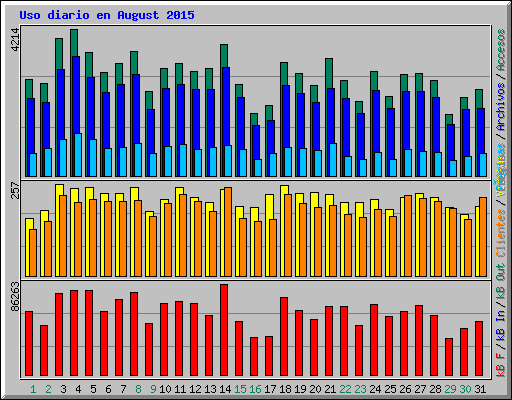 Uso diario en August 2015
4214
257
86263
kB F / kB In / kB Out Clientes / Páginas / Archivos / Accesos
1 2 3 4 5 6 7 8 9 10 11 12 13 14 15 16 17 18 19 20 21 22 23 24 25 26 27 28 29 30 31